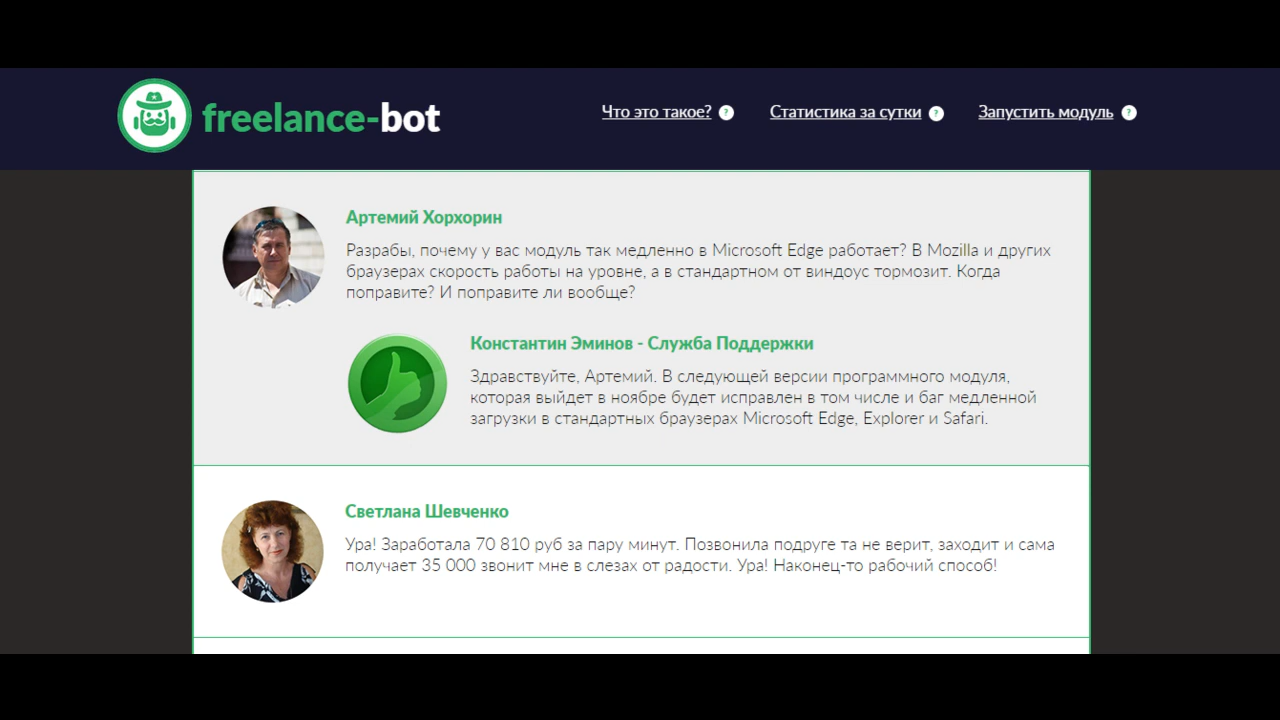 freelance-bot
Что это такое? ?
Статистика за сутки ?
Запустить модуль ?
Артемий Хорхорин
Разрабы, почему у вас модуль так медленно в Microsoft Edge работает? В Mozilla и других
браузерах скорость работы на уровне, а в стандартном от виндоус тормозит. Когда
поправите? И поправите ли вообще?
Константин Эминов - Служба Поддержки
Здравствуйте, Артемий. В следующей версии программного модуля,
которая выйдет в ноябре будет исправлен в том числе и баг медленной
загрузки в стандартных браузерах Microsoft Edge, Explorer и Safari.
Светлана Шевченко
Ура! Заработала 70 810 руб за пару минут. Позвонила подруге та не верит, заходит и сама
получает 35 000 звонит мне в слезах от радости. Ура! Наконец-то рабочий способ!